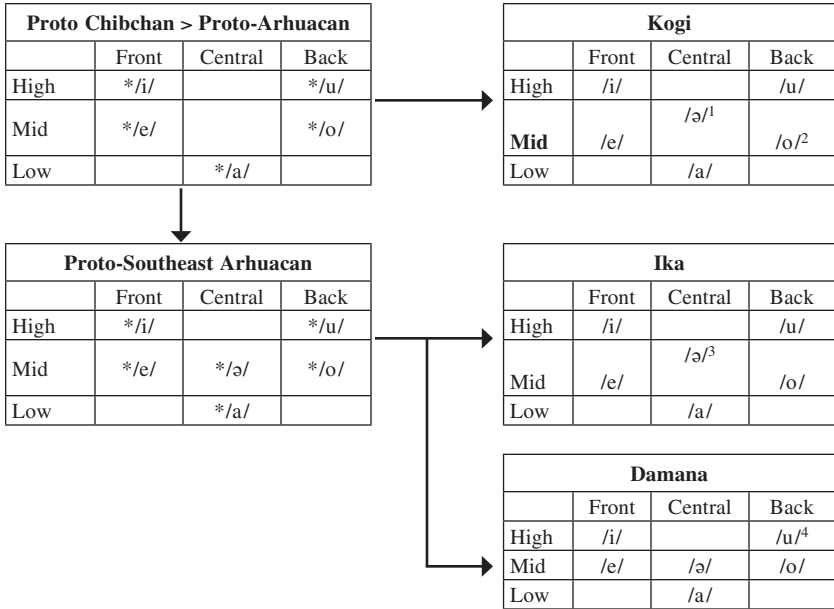 Proto Chibchan > Proto-Arhuacan
Front Central Back
High */i/ */u/
Mid */e/ */o/
Low */a/
Kogi
Front Central Back
High /i/ /u/
/ə/1
Mid /e/ /o/2
Low /a/
Proto-Southeast Arhuacan
Front Central Back
High */i/ */u/
Mid */e/ */ə/ */o/
Low */a/
Ika
Front Central Back
High /i/ /u/
/ə/3
Mid /e/ /o/
Low /a/
Damana
Front Central Back
High /i/ /u/4
Mid /e/ /ə/ /o/
Low /a/